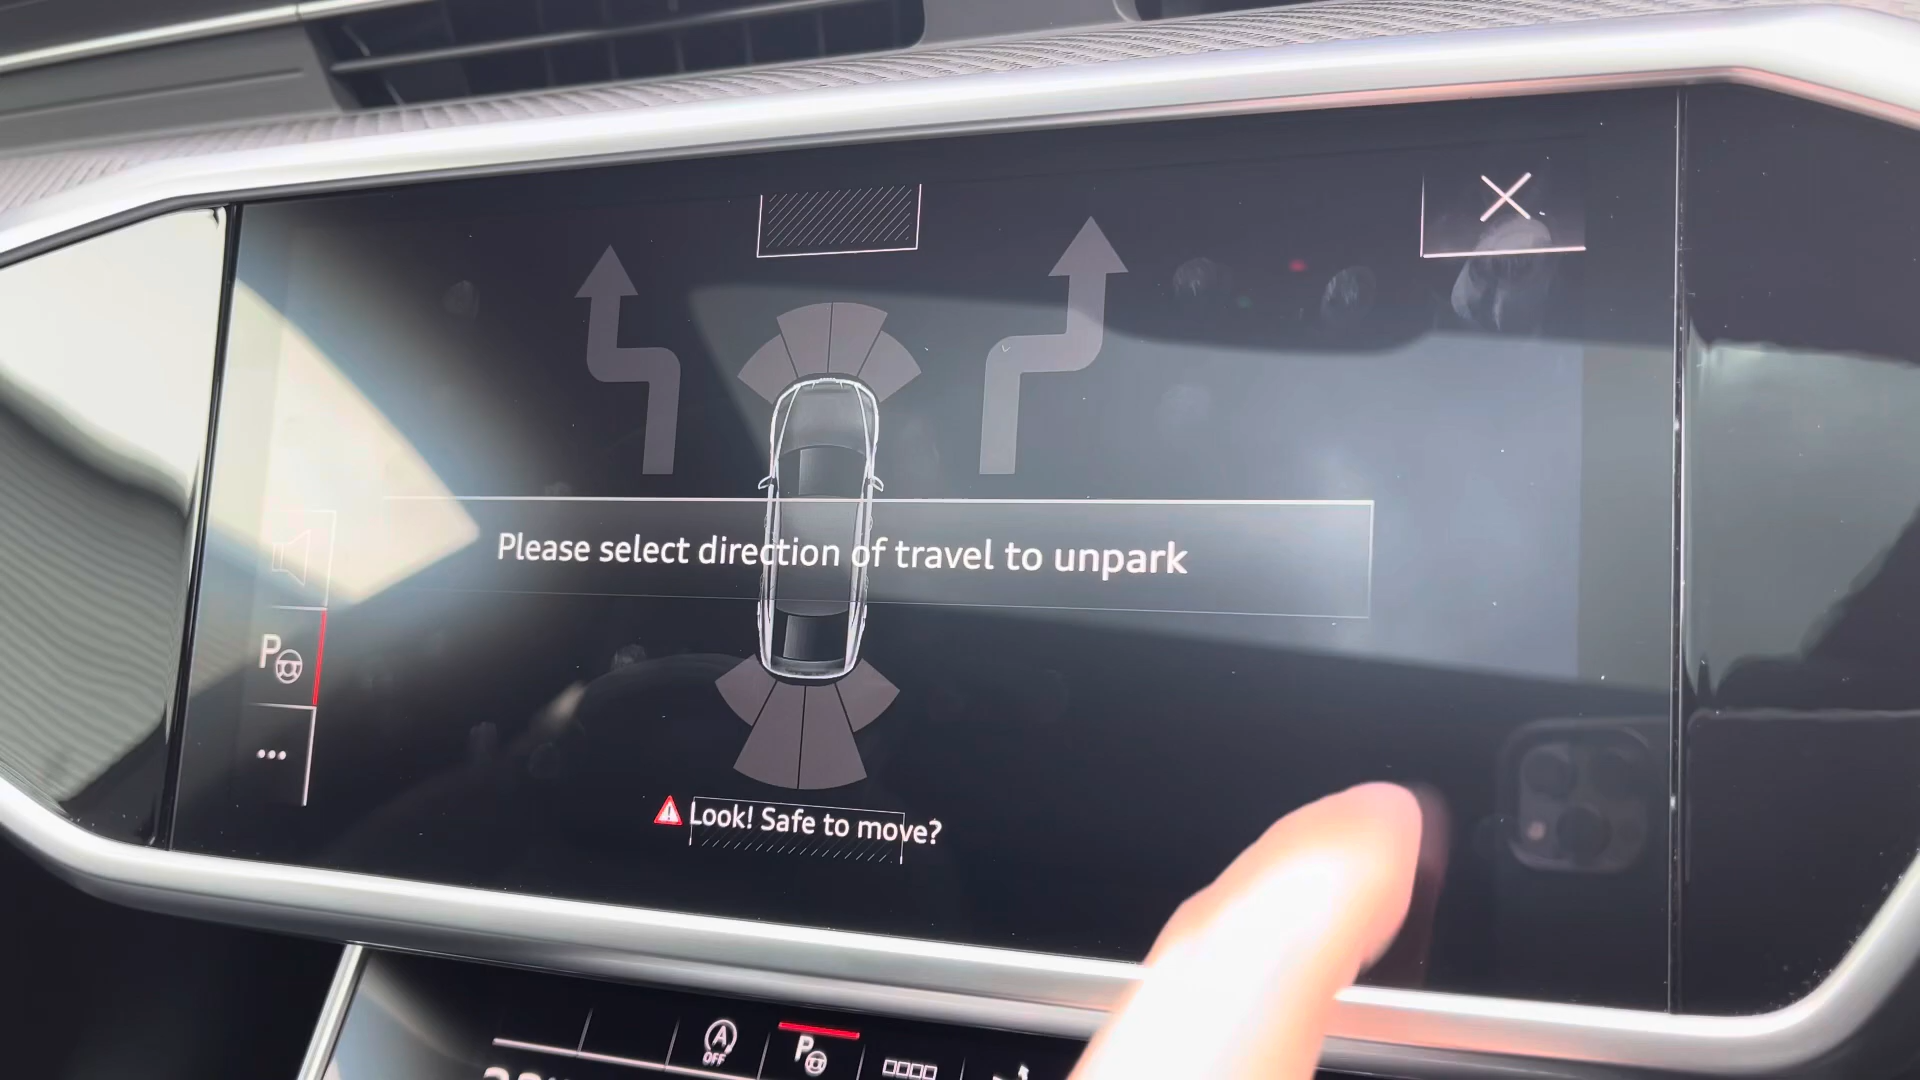 Please select direction of travel to unpark
P
Look! Safe to move?
A
OFF
P